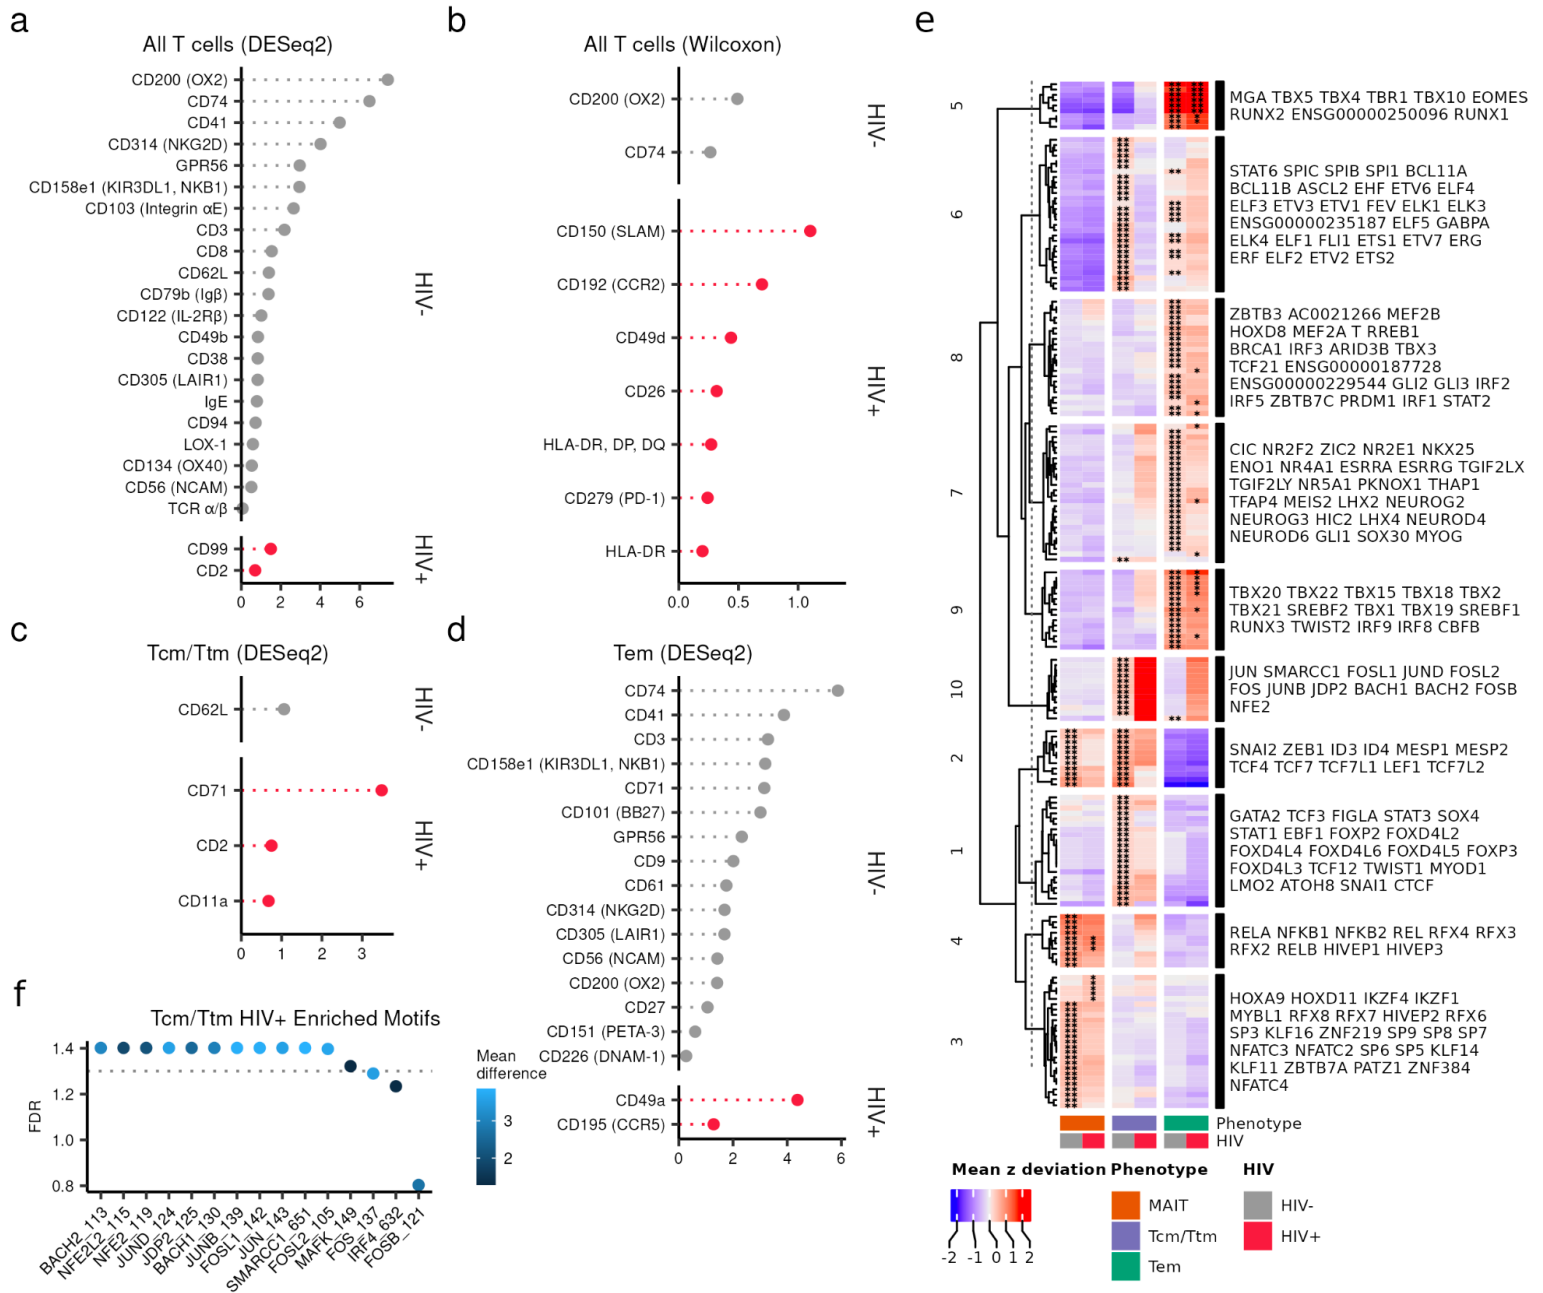 a
All T cells (DESeq2)
CD200 (OX2)
CD74
CD41
CD314 (NKG2D)
GPR56
CD158e1 (KIR3DL1, NKB1)
CD103 (Integrin αE)
CD3
CD8
CD62L
CD79b (Igβ)
CD122 (IL-2Rβ)
CD49b
CD38
CD305 (LAIR1)
IgE
CD94
LOX-1
CD134 (OX40)
CD56 (NCAM)
TCR α/β
HIV-
CD99
CD2
HIV+
0 2 4 6
b
All T cells (Wilcoxon)
CD200 (OX2)
CD74
HIV-
CD150 (SLAM)
CD192 (CCR2)
CD49d
CD26
HLA-DR, DP, DQ
CD279 (PD-1)
HLA-DR
HIV+
0.0 0.5 1.0
c
Tcm/Ttm (DESeq2)
CD62L
HIV-
CD71
CD2
CD11a
HIV+
0 1 2 3
d
Tem (DESeq2)
CD74
CD41
CD3
CD158e1 (KIR3DL1, NKB1)
CD71
CD101 (BB27)
GPR56
CD9
CD61
CD314 (NKG2D)
CD305 (LAIR1)
CD56 (NCAM)
CD200 (OX2)
CD27
CD151 (PETA-3)
CD226 (DNAM-1)
HIV-
CD49a
CD195 (CCR5)
HIV+
0 2 4 6
e
5
MGA TBX5 TBX4 TBR1 TBX10 EOMES
RUNX2 ENSG00000250096 RUNX1
6
STAT6 SPIC SPIB SPI1 BCL11A
BCL11B ASCL2 EHF ETV6 ELF4
ELF3 ETV3 ETV1 FEV ELK1 ELK3
ENSG00000235187 ELF5 GABPA
ELK4 ELF1 FLI1 ETS1 ETV7 ERG
ERF ELF2 ETV2 ETS2
8
ZBTB3 AC0021266 MEF2B
HOXD8 MEF2A T RREB1
BRCA1 IRF3 ARID3B TBX3
TCF21 ENSG00000187728
ENSG00000229544 GLI2 GLI3 IRF2
IRF5 ZBTB7C PRDM1 IRF1 STAT2
7
CIC NR2F2 ZIC2 NR2E1 NKX25
ENO1 NR4A1 ESRRA ESRRG TGIF2LX
TGIF2LY NR5A1 PKNOX1 THAP1
TFAP4 MEIS2 LHX2 NEUROG2
NEUROG3 HIC2 LHX4 NEUROD4
NEUROD6 GLI1 SOX30 MYOG
9
TBX20 TBX22 TBX15 TBX18 TBX2
TBX21 SREBF2 TBX1 TBX19 SREBF1
RUNX3 TWIST2 IRF9 IRF8 CBFB
10
JUN SMARCC1 FOSL1 JUND FOSL2
FOS JUNB JDP2 BACH1 BACH2 FOSB
NFE2
2
SNAI2 ZEB1 ID3 ID4 MESP1 MESP2
TCF4 TCF7 TCF7L1 LEF1 TCF7L2
1
GATA2 TCF3 FIGLA STAT3 SOX4
STAT1 EBF1 FOXP2 FOXD4L2
FOXD4L4 FOXD4L6 FOXD4L5 FOXP3
FOXD4L3 TCF12 TWIST1 MYOD1
LMO2 ATOH8 SNAI1 CTCF
4
RELA NFKB1 NFKB2 REL RFX4 RFX3
RFX2 RELB HIVEP1 HIVEP3
3
HOXA9 HOXD11 IKZF4 IKZF1
MYBL1 RFX8 RFX7 HIVEP2 RFX6
SP3 KLF16 ZNF219 SP9 SP8 SP7
NFATC3 NFATC2 SP6 SP5 KLF14
KLF11 ZBTB7A PATZ1 ZNF384
NFATC4
Phenotype
HIV
Mean z deviation
-2 -1 0 1 2
Phenotype
MAIT
Tcm/Ttm
Tem
HIV
HIV-
HIV+
f
Tcm/Ttm HIV+ Enriched Motifs
FDR
1.4
1.2
1.0
0.8
BACH2_113
NFE2L2_115
NFE2_119
JUND_124
JDP2_125
BACH1_130
JUNB_139
FOSL1_142
JUN_143
SMARCC1_651
FOSL2_105
MAFK_149
FOS_137
IRF4_632
FOSB_121
Mean
difference
3
2